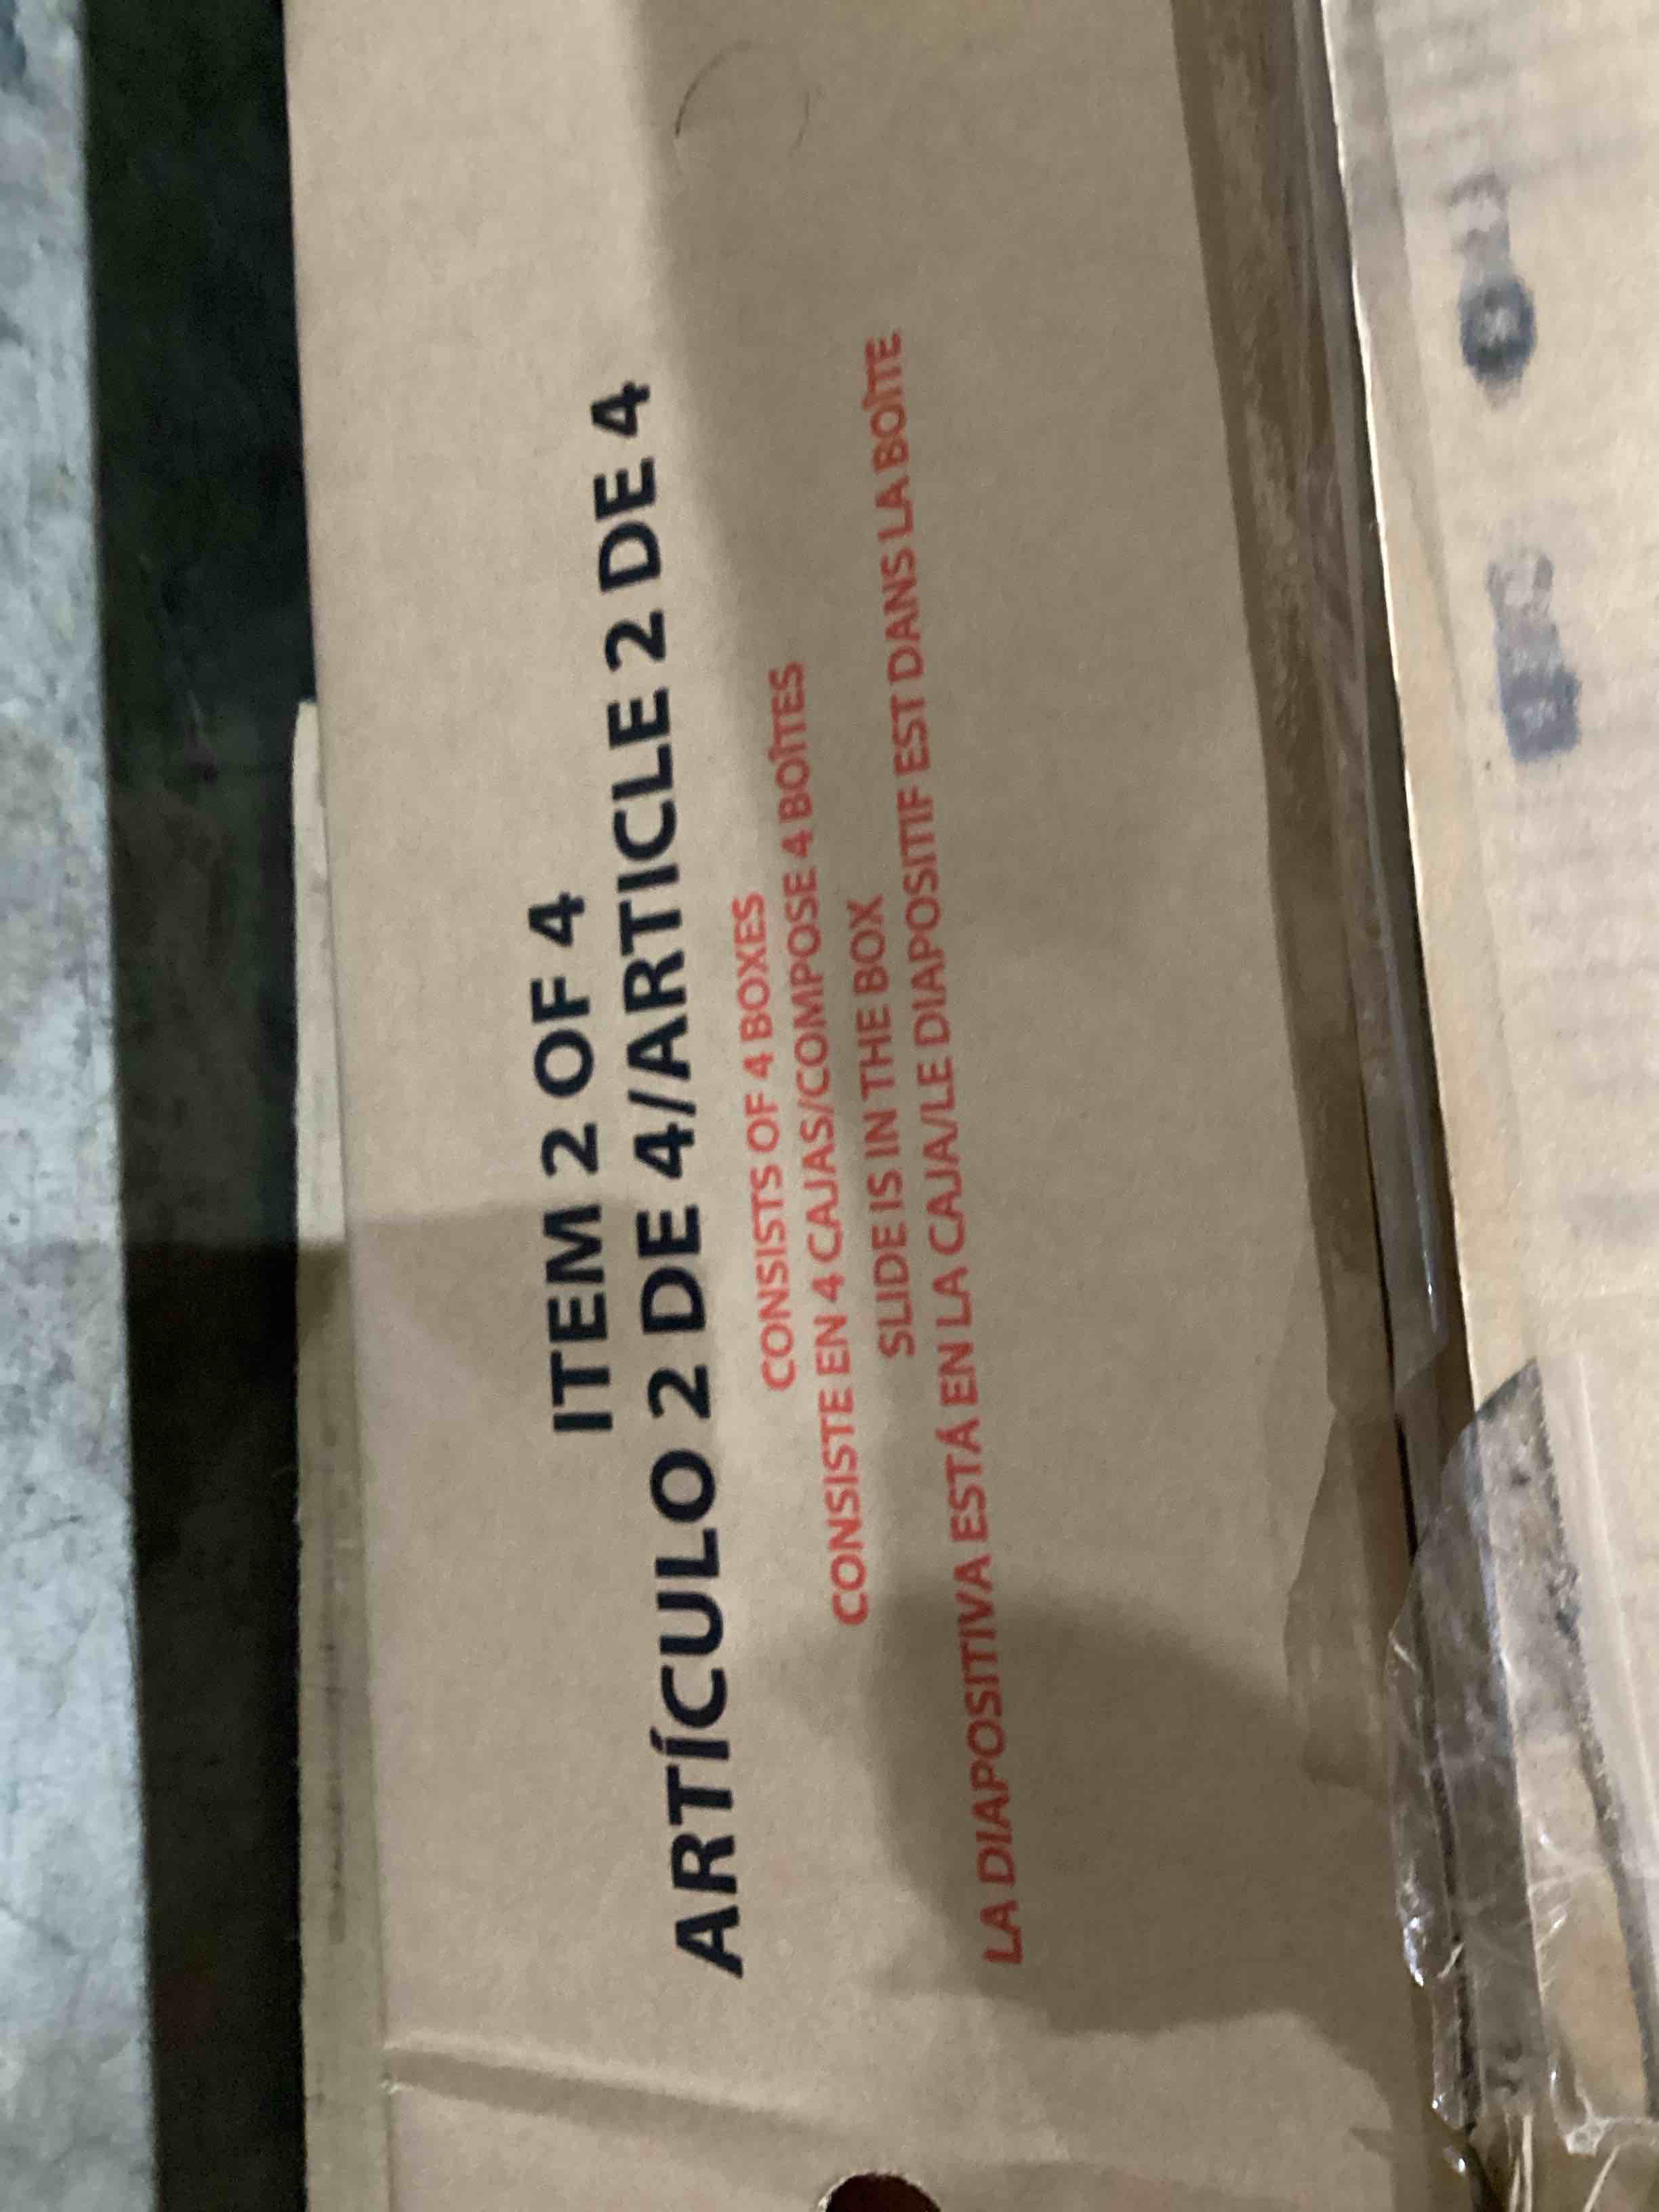 ITEM 2 OF 4
ARTÍCULO 2 DE 4/ARTICLE 2 DE 4
CONSISTS OF 4 BOXES
CONSISTE EN 4 CAJAS/COMPOSE 4 BOÎTES
SLIDE IS IN THE BOX
LA DIAPOSITIVA ESTÁ EN LA CAJA/LE DIAPOSITIF EST DANS LA BOÎTE